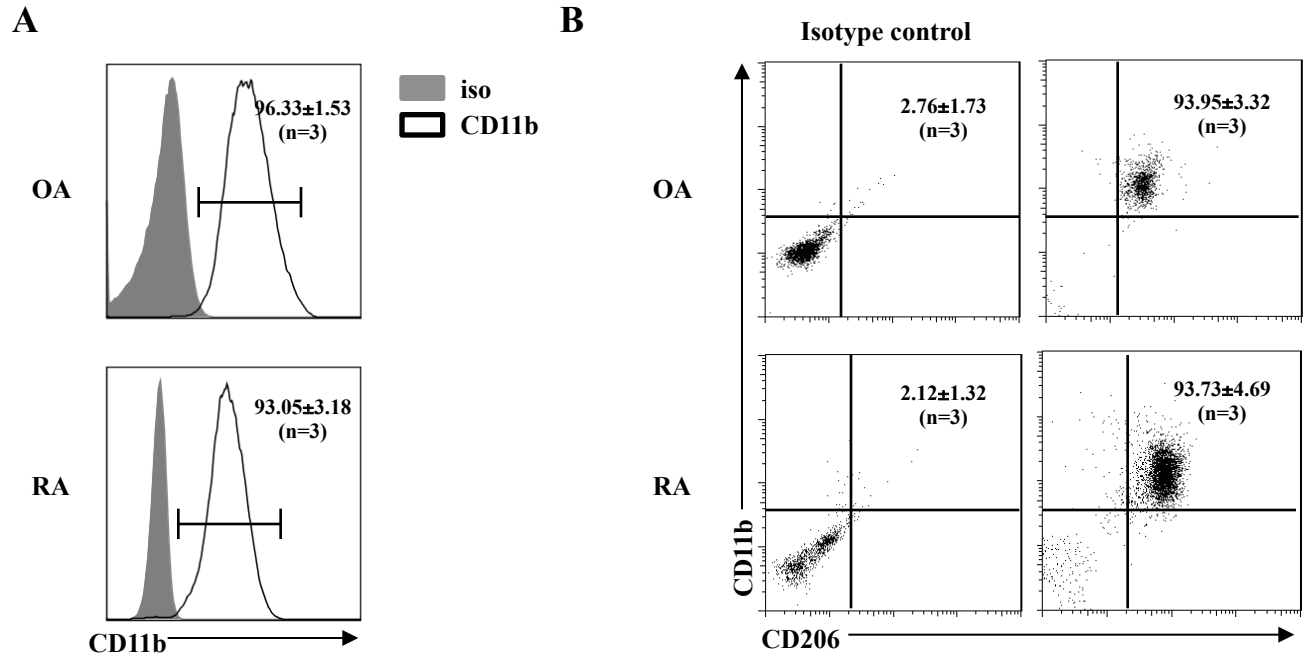 A
B
Isotype control
OA
96.33±1.53
(n=3)
iso
CD11b
OA
2.76±1.73
(n=3)
93.95±3.32
(n=3)
RA
93.05±3.18
(n=3)
RA
2.12±1.32
(n=3)
93.73±4.69
(n=3)
CD11b
CD11b
CD206